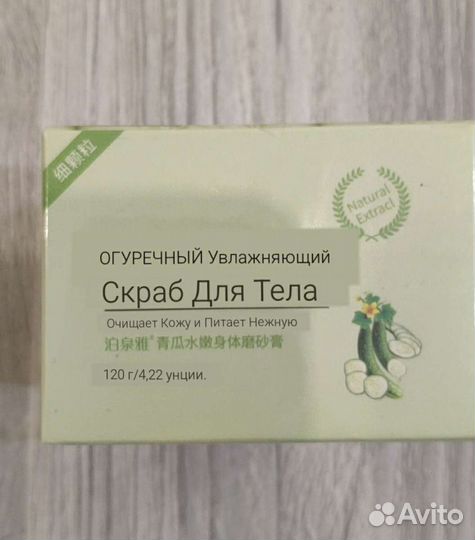 细颗粒
Natural
Extract
ОГУРЕЧНЫЙ Увлажняющий
Скраб Для Тела
Очищает Кожу и Питает Нежную
泊泉雅® 青瓜水嫩身体磨砂膏
120 г/4,22 унции.
Avito